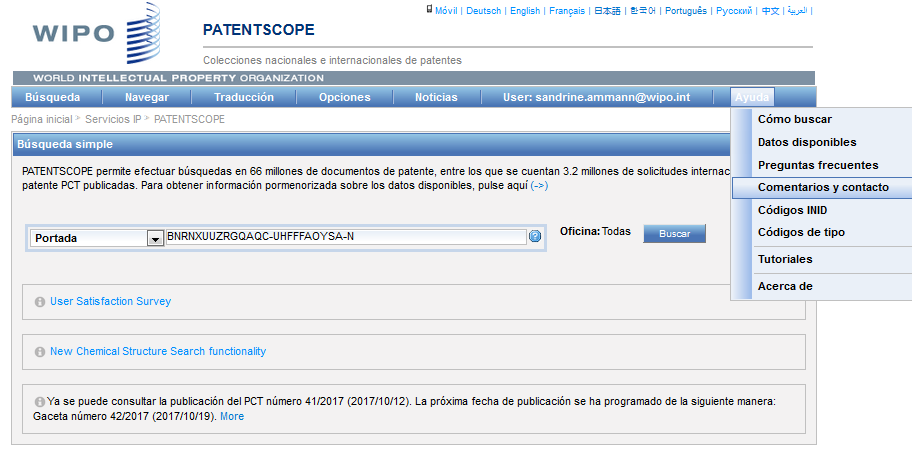 Móvil | Deutsch | English | Français | 日本語 | 한국어 | Português | Русский | 中文 | العربية |
WIPO
PATENTSCOPE
Colecciones nacionales e internacionales de patentes
WORLD INTELLECTUAL PROPERTY ORGANIZATION
Búsqueda Navegar Traducción Opciones Noticias User: sandrine.ammann@wipo.int Ayuda
Página inicial > Servicios IP > PATENTSCOPE
Cómo buscar
Datos disponibles
Preguntas frecuentes
Comentarios y contacto
Códigos INID
Códigos de tipo
Tutoriales
Acerca de
Búsqueda simple
PATENTSCOPE permite efectuar búsquedas en 66 millones de documentos de patente, entre los que se cuentan 3.2 millones de solicitudes internac
patente PCT publicadas. Para obtener información pormenorizada sobre los datos disponibles, pulse aquí (->)
Portada BNRNXUUZRGQAQC-UHFFFAOYSA-N ? Oficina: Todas Buscar
User Satisfaction Survey
New Chemical Structure Search functionality
Ya se puede consultar la publicación del PCT número 41/2017 (2017/10/12). La próxima fecha de publicación se ha programado de la siguiente manera:
Gaceta número 42/2017 (2017/10/19). More